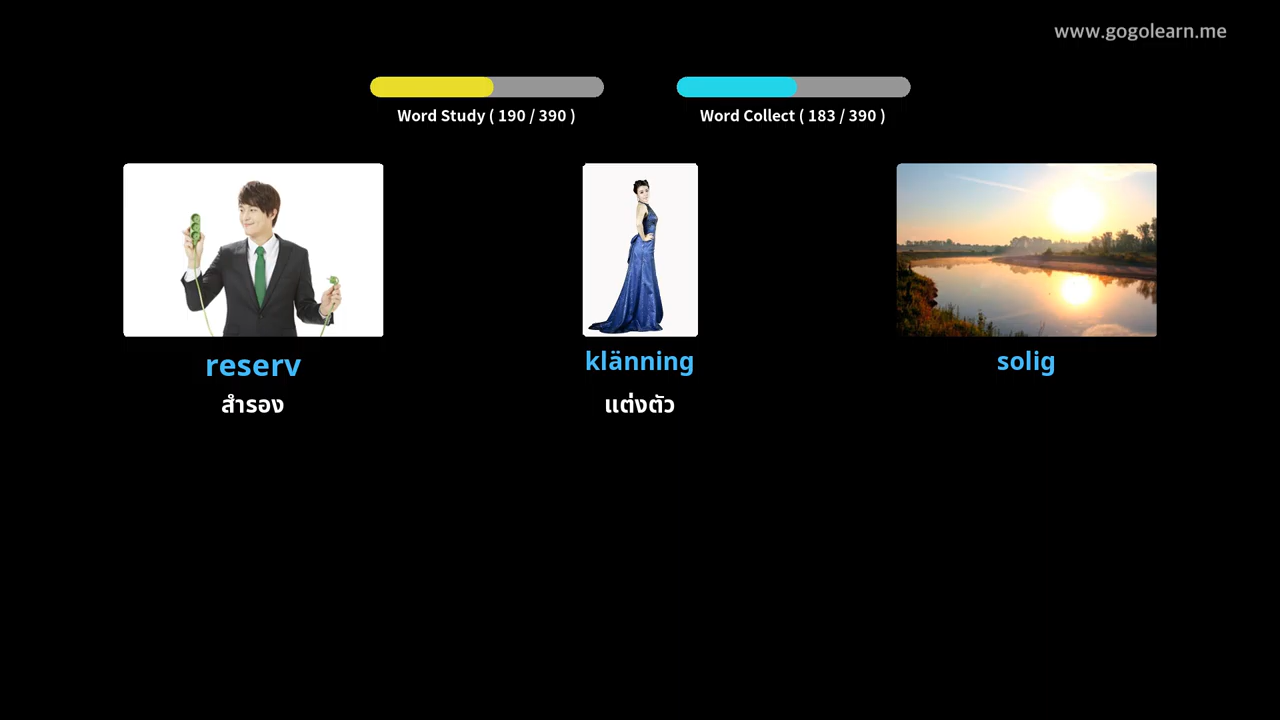 www.gogolearn.me
Word Study ( 190 / 390 )
Word Collect ( 183 / 390 )
reserv
klänning
solig
สำรอง
แต่งตัว